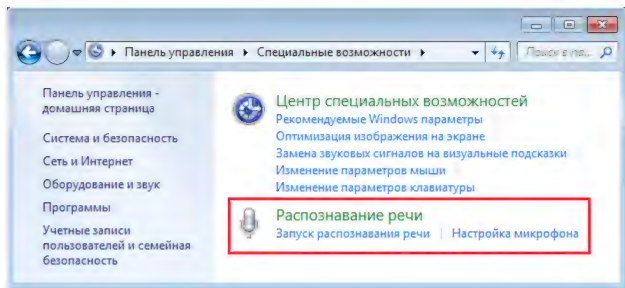 Панель управления ▸ Специальные возможности ▸
Поиск в па...
Панель управления -
домашняя страница
Система и безопасность
Сеть и Интернет
Оборудование и звук
Программы
Учетные записи
пользователей и семейная
безопасность
Центр специальных возможностей
Рекомендуемые Windows параметры
Оптимизация изображения на экране
Замена звуковых сигналов на визуальные подсказки
Изменение параметров мыши
Изменение параметров клавиатуры
Распознавание речи
Запуск распознавания речи | Настройка микрофона